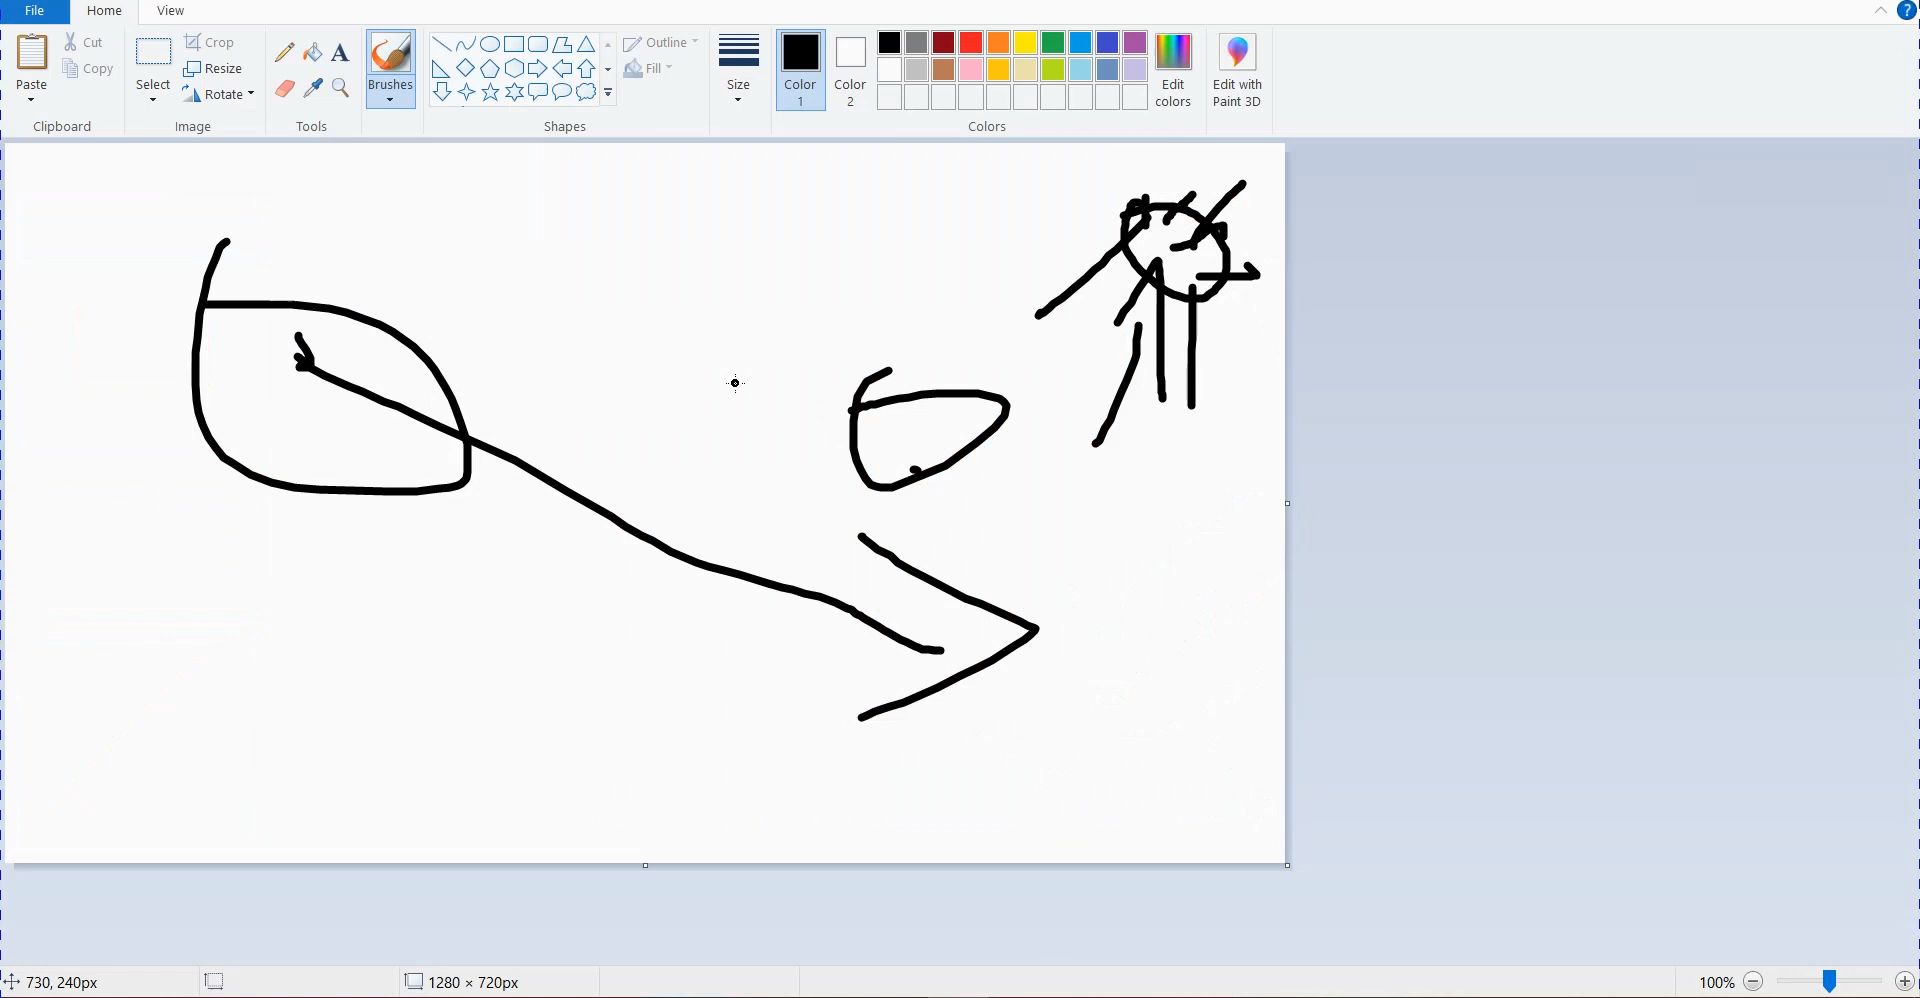 File Home View
Paste Cut Copy Clipboard
Select Crop Resize Rotate Image
A Tools
Brushes
Outline Fill Shapes
Size
Color 1 Color 2 Edit colors Colors
Edit with Paint 3D
?
730, 240px 1280 × 720px 100%